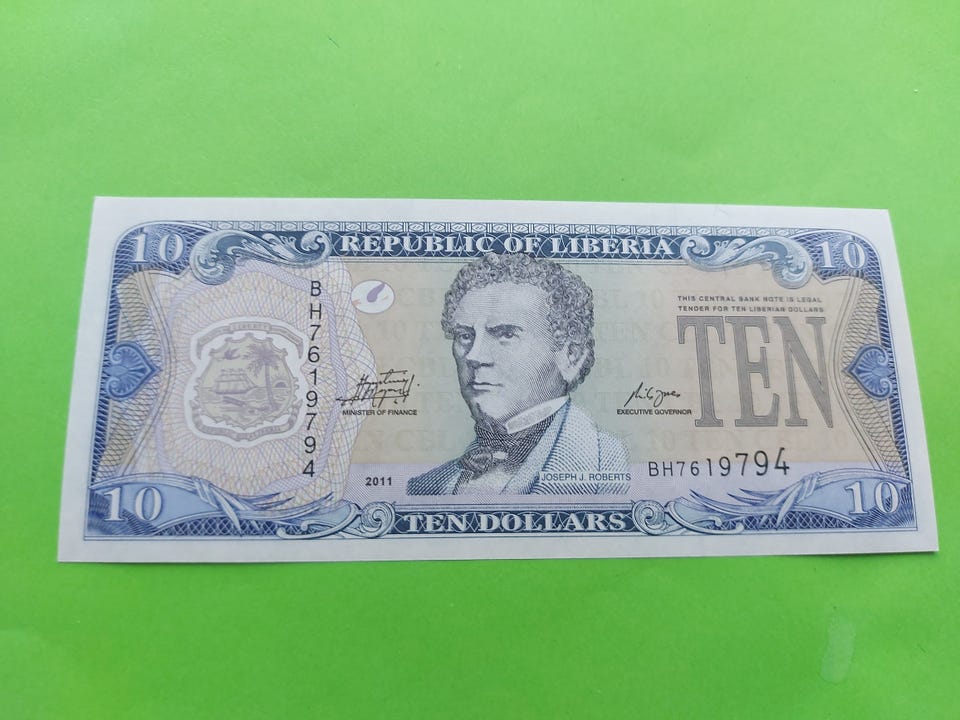 10
REPUBLIC OF LIBERIA
10
THIS CENTRAL BANK NOTE IS LEGAL
TENDER FOR TEN LIBERIAN DOLLARS
TEN
BH7619794
MINISTER OF FINANCE
EXECUTIVE GOVERNOR
2011
JOSEPH J. ROBERTS
BH7619794
10
TEN DOLLARS
10